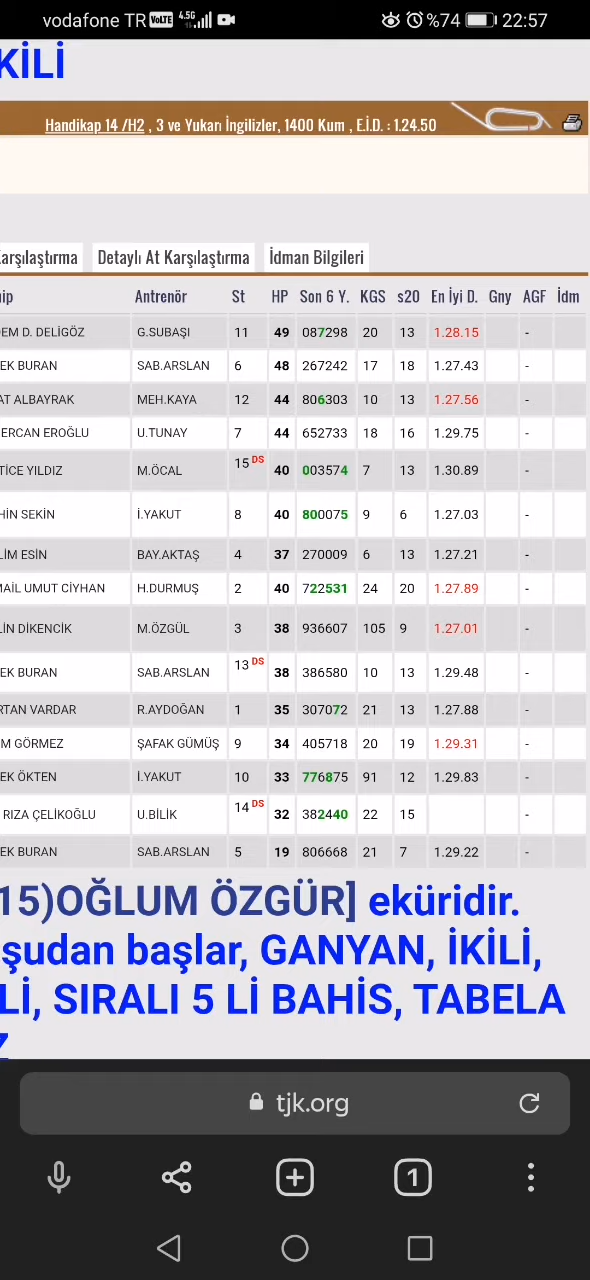 vodafone TR VoLTE 4.5G %74 22:57
KİLİ
Handikap 14 /H2 , 3 ve Yukarı İngilizler, 1400 Kum , E.İ.D. : 1.24.50
arşılaştırma Detaylı At Karşılaştırma İdman Bilgileri
ip Antrenör St HP Son 6 Y. KGS s20 En İyi D. Gny AGF İdm
EM D. DELİGÖZ G.SUBAŞI 11 49 087298 20 13 1.28.15 -
EK BURAN SAB.ARSLAN 6 48 267242 17 18 1.27.43 -
AT ALBAYRAK MEH.KAYA 12 44 806303 10 13 1.27.56 -
ERCAN EROĞLU U.TUNAY 7 44 652733 18 16 1.29.75 -
TİCE YILDIZ M.ÖCAL 15 DS 40 003574 7 13 1.30.89 -
HİN SEKİN İ.YAKUT 8 40 800075 9 6 1.27.03 -
LİM ESİN BAY.AKTAŞ 4 37 270009 6 13 1.27.21 -
MAİL UMUT CİYHAN H.DURMUŞ 2 40 722531 24 20 1.27.89 -
LİN DİKENCİK M.ÖZGÜL 3 38 936607 105 9 1.27.01 -
EK BURAN SAB.ARSLAN 13 DS 38 386580 10 13 1.29.48 -
RTAN VARDAR R.AYDOĞAN 1 35 307072 21 13 1.27.88 -
M GÖRMEZ ŞAFAK GÜMÜŞ 9 34 405718 20 19 1.29.31 -
EK ÖKTEN İ.YAKUT 10 33 776875 91 12 1.29.83 -
RIZA ÇELİKOĞLU U.BİLİK 14 DS 32 382440 22 15 -
EK BURAN SAB.ARSLAN 5 19 806668 21 7 1.29.22 -
15)OĞLUM ÖZGÜR] eküridir.
şudan başlar, GANYAN, İKİLİ,
Lİ, SIRALI 5 Lİ BAHİS, TABELA
tjk.org
1